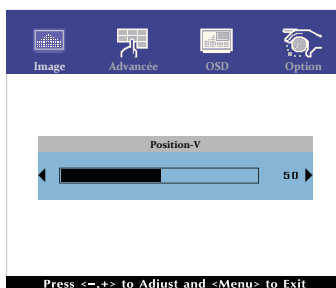 Image Advancée OSD Option
Position-V
50
Press <−,+> to Adjust and <Menu> to Exit